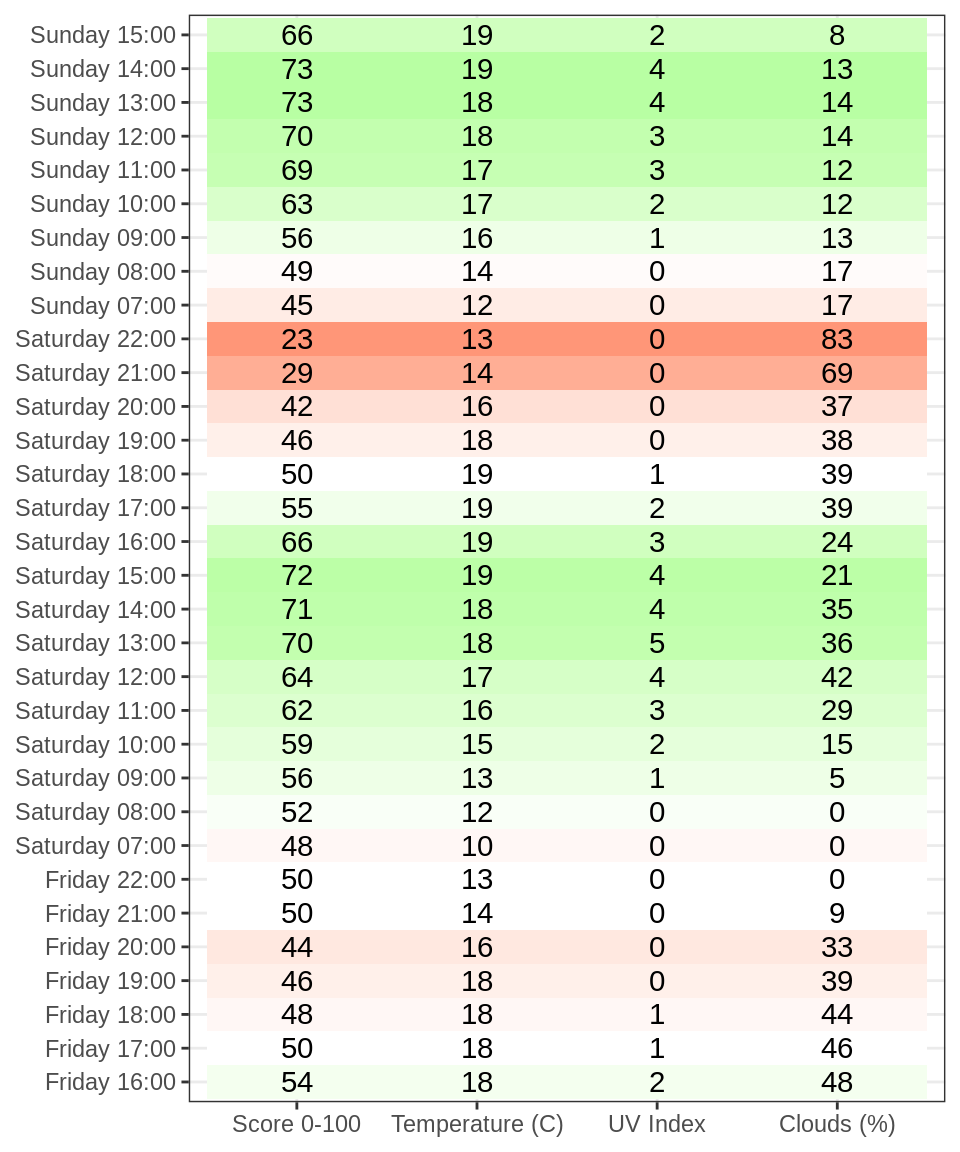 Sunday 15:00 66 19 2 8
Sunday 14:00 73 19 4 13
Sunday 13:00 73 18 4 14
Sunday 12:00 70 18 3 14
Sunday 11:00 69 17 3 12
Sunday 10:00 63 17 2 12
Sunday 09:00 56 16 1 13
Sunday 08:00 49 14 0 17
Sunday 07:00 45 12 0 17
Saturday 22:00 23 13 0 83
Saturday 21:00 29 14 0 69
Saturday 20:00 42 16 0 37
Saturday 19:00 46 18 0 38
Saturday 18:00 50 19 1 39
Saturday 17:00 55 19 2 39
Saturday 16:00 66 19 3 24
Saturday 15:00 72 19 4 21
Saturday 14:00 71 18 4 35
Saturday 13:00 70 18 5 36
Saturday 12:00 64 17 4 42
Saturday 11:00 62 16 3 29
Saturday 10:00 59 15 2 15
Saturday 09:00 56 13 1 5
Saturday 08:00 52 12 0 0
Saturday 07:00 48 10 0 0
Friday 22:00 50 13 0 0
Friday 21:00 50 14 0 9
Friday 20:00 44 16 0 33
Friday 19:00 46 18 0 39
Friday 18:00 48 18 1 44
Friday 17:00 50 18 1 46
Friday 16:00 54 18 2 48
Score 0-100 Temperature (C) UV Index Clouds (%)